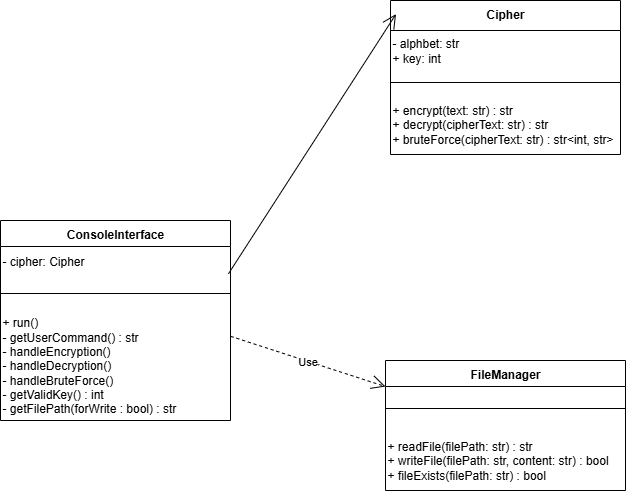 Cipher
- alphbet: str
+ key: int
+ encrypt(text: str) : str
+ decrypt(cipherText: str) : str
+ bruteForce(cipherText: str) : str<int, str>
ConsoleInterface
- cipher: Cipher
+ run()
- getUserCommand() : str
- handleEncryption()
- handleDecryption()
- handleBruteForce()
- getValidKey() : int
- getFilePath(forWrite : bool) : str
Use
FileManager
+ readFile(filePath: str) : str
+ writeFile(filePath: str, content: str) : bool
+ fileExists(filePath: str) : bool